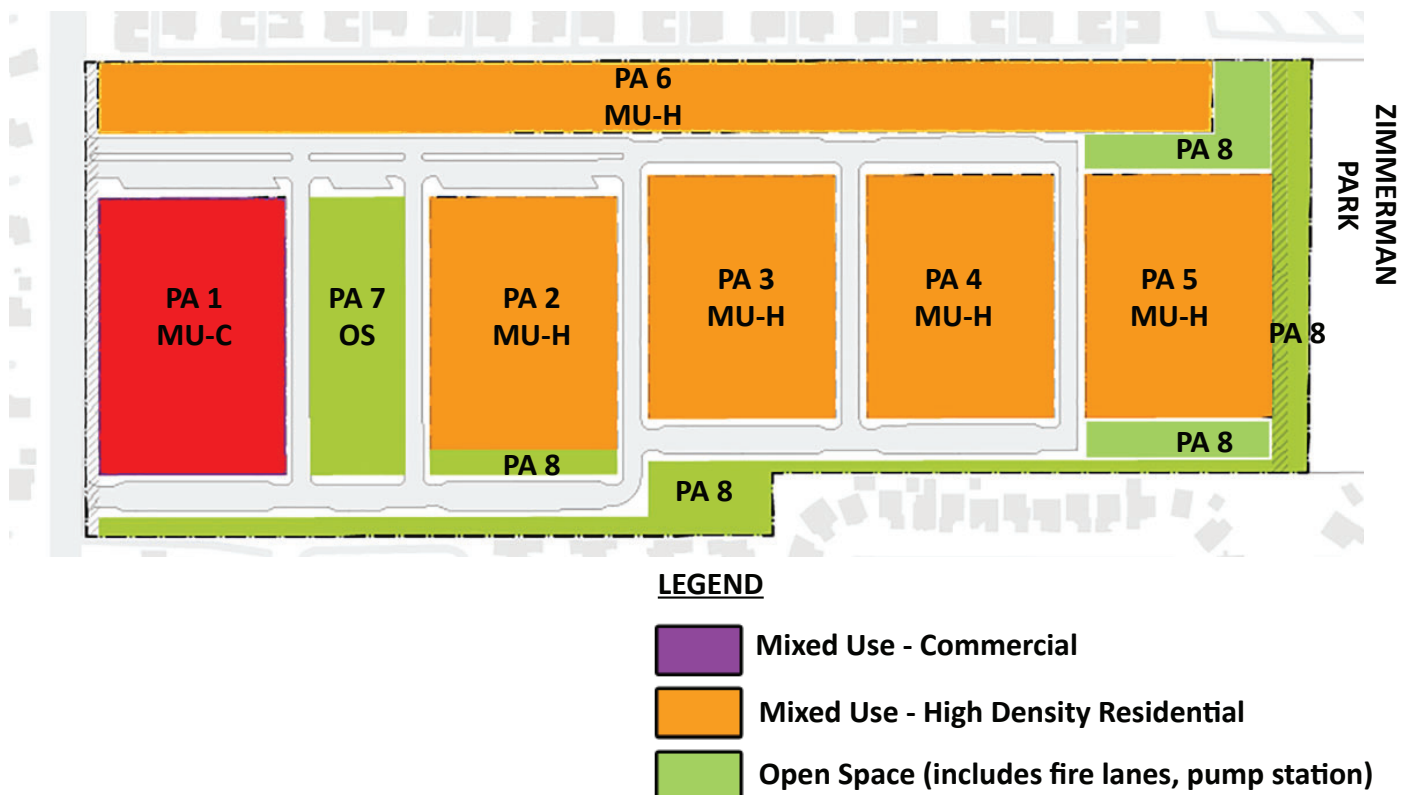 PA 6
MU-H
PA 8
ZIMMERMAN
PARK
PA 1
MU-C
PA 7
OS
PA 2
MU-H
PA 3
MU-H
PA 4
MU-H
PA 5
MU-H
PA 8
PA 8
PA 8
PA 8
LEGEND
Mixed Use - Commercial
Mixed Use - High Density Residential
Open Space (includes fire lanes, pump station)